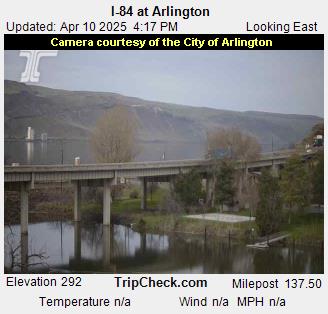 I-84 at Arlington
Updated: Apr 10 2025 4:17 PM Looking East
Camera courtesy of the City of Arlington
Elevation 292 TripCheck.com Milepost 137.50
Temperature n/a Wind n/a MPH n/a